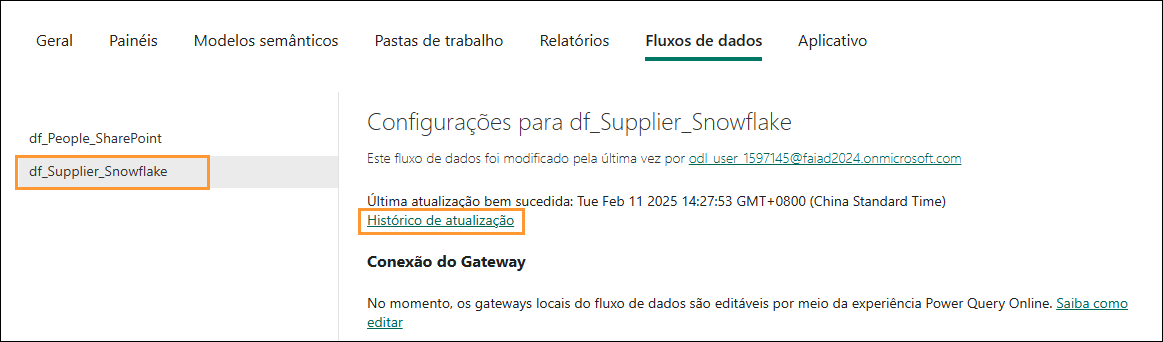 Geral Painéis Modelos semânticos Pastas de trabalho Relatórios Fluxos de dados Aplicativo
df_People_SharePoint
df_Supplier_Snowflake
Configurações para df_Supplier_Snowflake
Este fluxo de dados foi modificado pela última vez por odl_user_1597145@faiad2024.onmicrosoft.com
Última atualização bem sucedida: Tue Feb 11 2025 14:27:53 GMT+0800 (China Standard Time)
Histórico de atualização
Conexão do Gateway
No momento, os gateways locais do fluxo de dados são editáveis por meio da experiência Power Query Online. Saiba como
editar